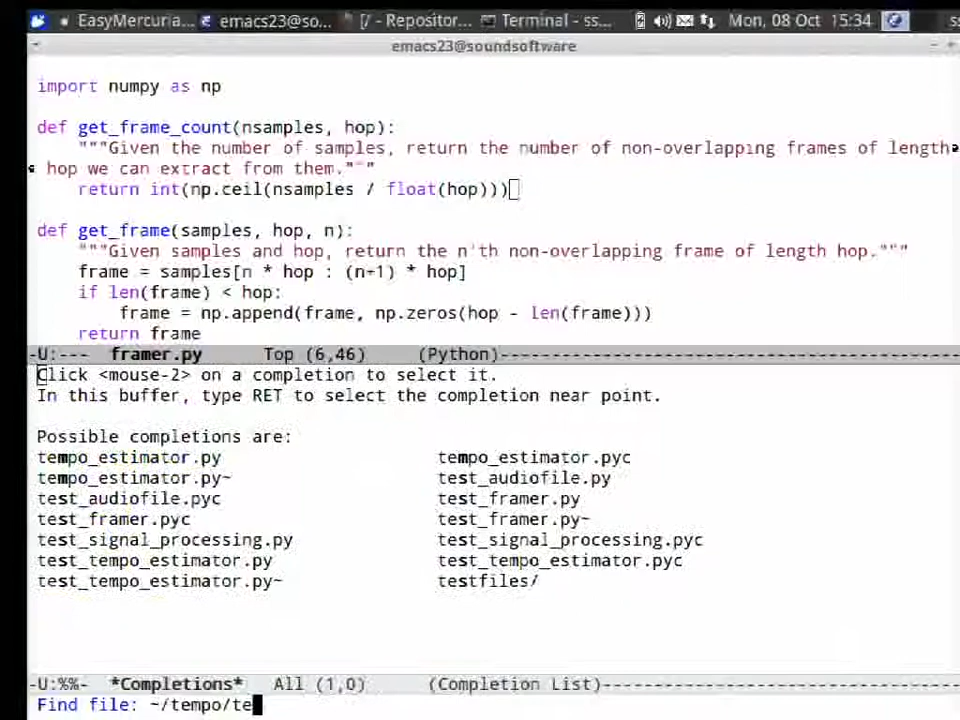 EasyMercuria... emacs23@so... [/ - Repositor... Terminal - ss... Mon, 08 Oct 15:34
emacs23@soundsoftware
import numpy as np
def get_frame_count(nsamples, hop):
"""Given the number of samples, return the number of non-overlapping frames of length
hop we can extract from them."""
return int(np.ceil(nsamples / float(hop)))
def get_frame(samples, hop, n):
"""Given samples and hop, return the n'th non-overlapping frame of length hop."""
frame = samples[n * hop : (n+1) * hop]
if len(frame) < hop:
frame = np.append(frame, np.zeros(hop - len(frame)))
return frame
-U:--- framer.py Top (6,46) (Python)--------------------------------------------
Click <mouse-2> on a completion to select it.
In this buffer, type RET to select the completion near point.
Possible completions are:
tempo_estimator.py tempo_estimator.pyc
tempo_estimator.py~ test_audiofile.py
test_audiofile.pyc test_framer.py
test_framer.pyc test_framer.py~
test_signal_processing.py test_signal_processing.pyc
test_tempo_estimator.py test_tempo_estimator.pyc
test_tempo_estimator.py~ testfiles/
-U:%%- *Completions* All (1,0) (Completion List)-----------------------------------
Find file: ~/tempo/te